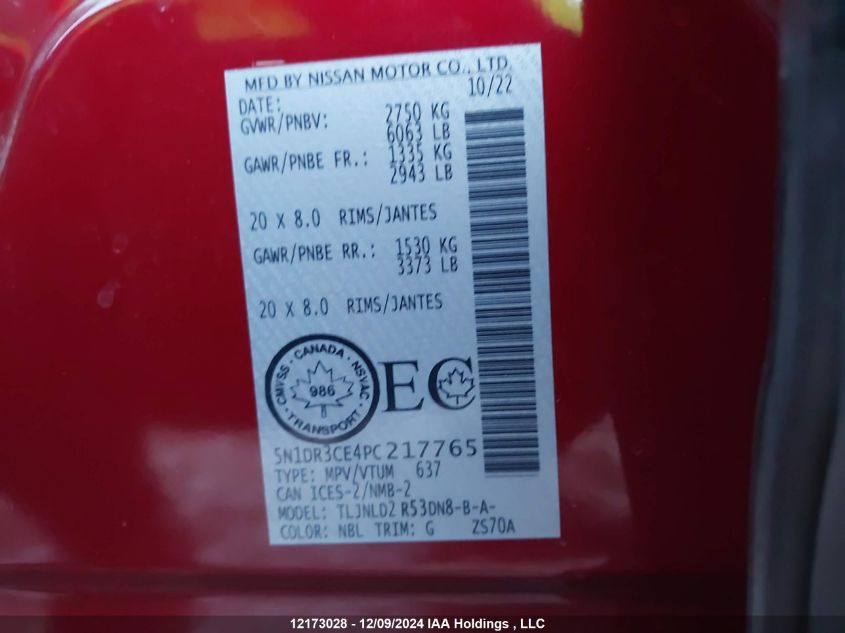 MFD BY NISSAN MOTOR CO., LTD.
DATE: 10/22
GVWR/PNBV: 2750 KG
6063 LB
GAWR/PNBE FR.: 1335 KG
2943 LB
20 X 8.0 RIMS/JANTES
GAWR/PNBE RR.: 1530 KG
3373 LB
20 X 8.0 RIMS/JANTES
CMVSS · CANADA · NSVAC · TRANSPORT ·
986
EC
5N1DR3CE4PC217765
TYPE: MPV/VTUM 637
CAN ICES-2/NMB-2
MODEL: TLJNLD2 R53DN8-B-A-
COLOR: NBL TRIM: G ZS70A
12173028 - 12/09/2024 IAA Holdings , LLC